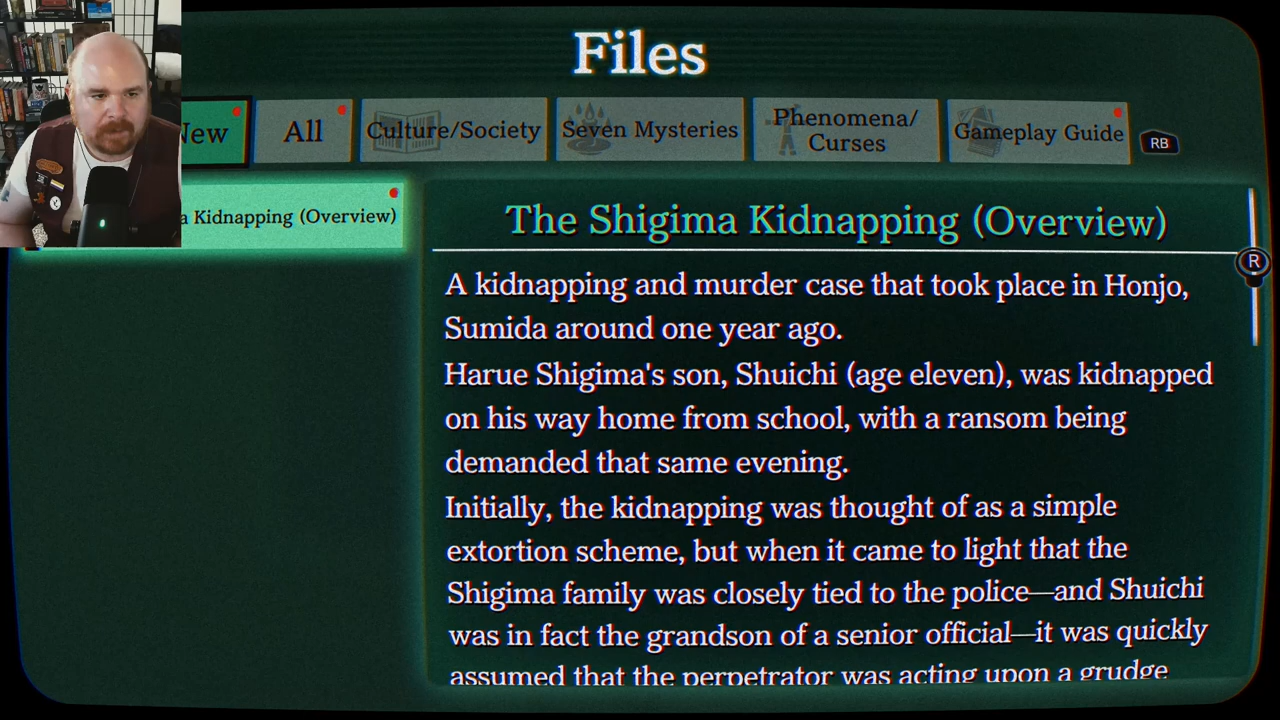 Files
New
All
Culture/Society
Seven Mysteries
Phenomena/
Curses
Gameplay Guide
RB
a Kidnapping (Overview)
The Shigima Kidnapping (Overview)
R
A kidnapping and murder case that took place in Honjo,
Sumida around one year ago.
Harue Shigima's son, Shuichi (age eleven), was kidnapped
on his way home from school, with a ransom being
demanded that same evening.
Initially, the kidnapping was thought of as a simple
extortion scheme, but when it came to light that the
Shigima family was closely tied to the police—and Shuichi
was in fact the grandson of a senior official—it was quickly
assumed that the perpetrator was acting upon a grudge